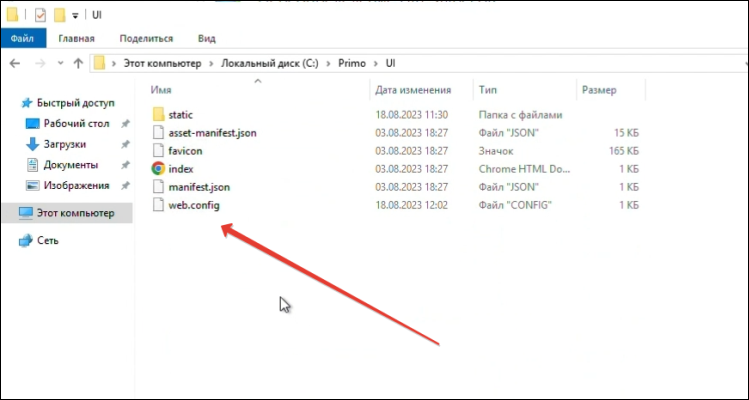 UI
Файл Главная Поделиться Вид
Этот компьютер Локальный диск (C:) Primo UI
Имя Дата изменения Тип Размер
Быстрый доступ
Рабочий стол
Загрузки
Документы
Изображения
Этот компьютер
Сеть
static 18.08.2023 11:30 Папка с файлами
asset-manifest.json 03.08.2023 18:27 Файл "JSON" 15 КБ
favicon 03.08.2023 18:27 Значок 165 КБ
index 03.08.2023 18:27 Chrome HTML Do... 1 КБ
manifest.json 03.08.2023 18:27 Файл "JSON" 1 КБ
web.config 18.08.2023 12:02 Файл "CONFIG" 1 КБ